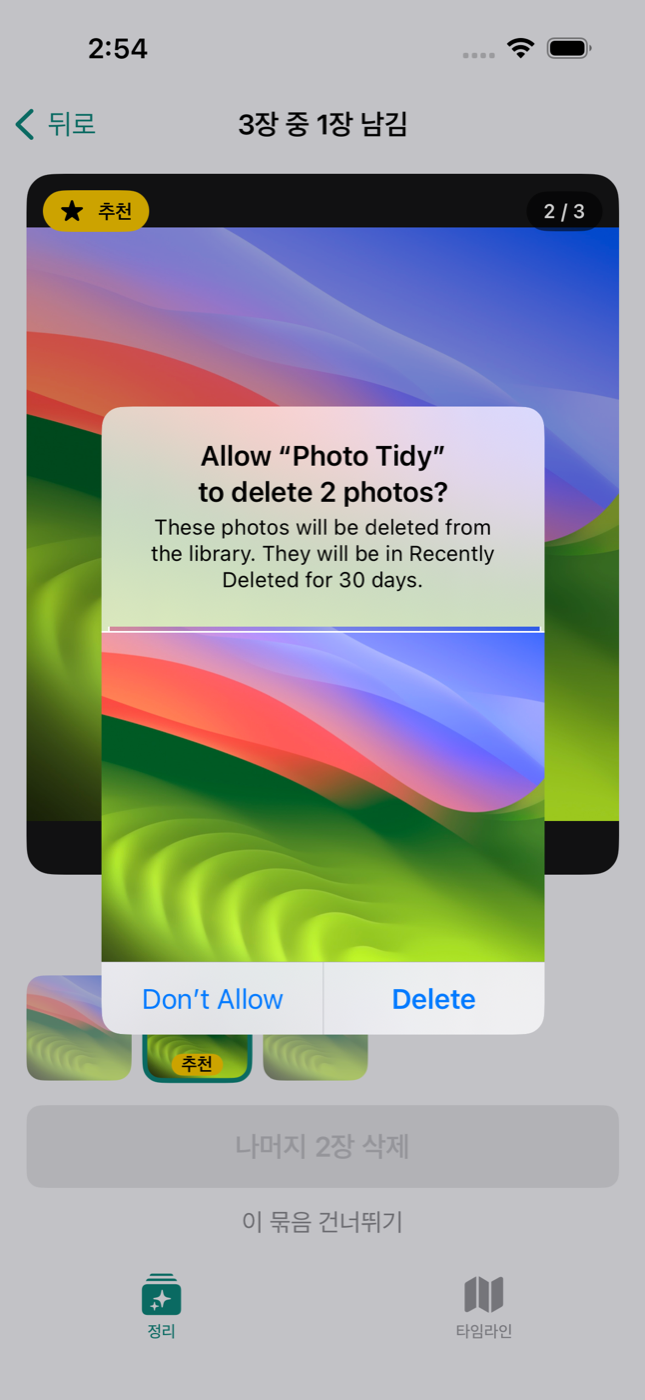 2:54
뒤로
3장 중 1장 남김
추천
2 / 3
Allow “Photo Tidy”
to delete 2 photos?
These photos will be deleted from
the library. They will be in Recently
Deleted for 30 days.
Don’t Allow
Delete
추천
나머지 2장 삭제
이 묶음 건너뛰기
정리
타임라인